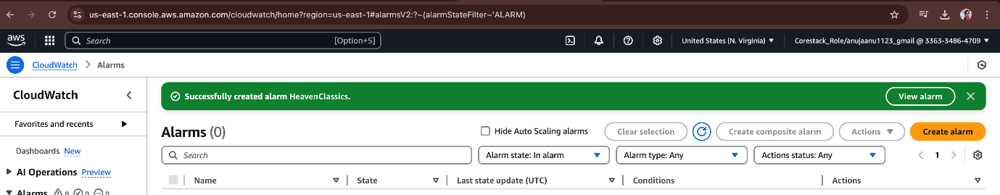 us-east-1.console.aws.amazon.com/cloudwatch/home?region=us-east-1#alarmsV2:?~(alarmStateFilter~'ALARM)
aws Search [Option+S] United States (N. Virginia) Corestack_Role/anujaanu1123_gmail @ 3363-3486-4709
CloudWatch Alarms
CloudWatch
Successfully created alarm HeavenClassics. View alarm
Favorites and recents
Alarms (0) Hide Auto Scaling alarms Clear selection Create composite alarm Actions Create alarm
Dashboards New
Search Alarm state: In alarm Alarm type: Any Actions status: Any 1
AI Operations Preview
Name State Last state update (UTC) Conditions Actions
Alarms 0 0 0